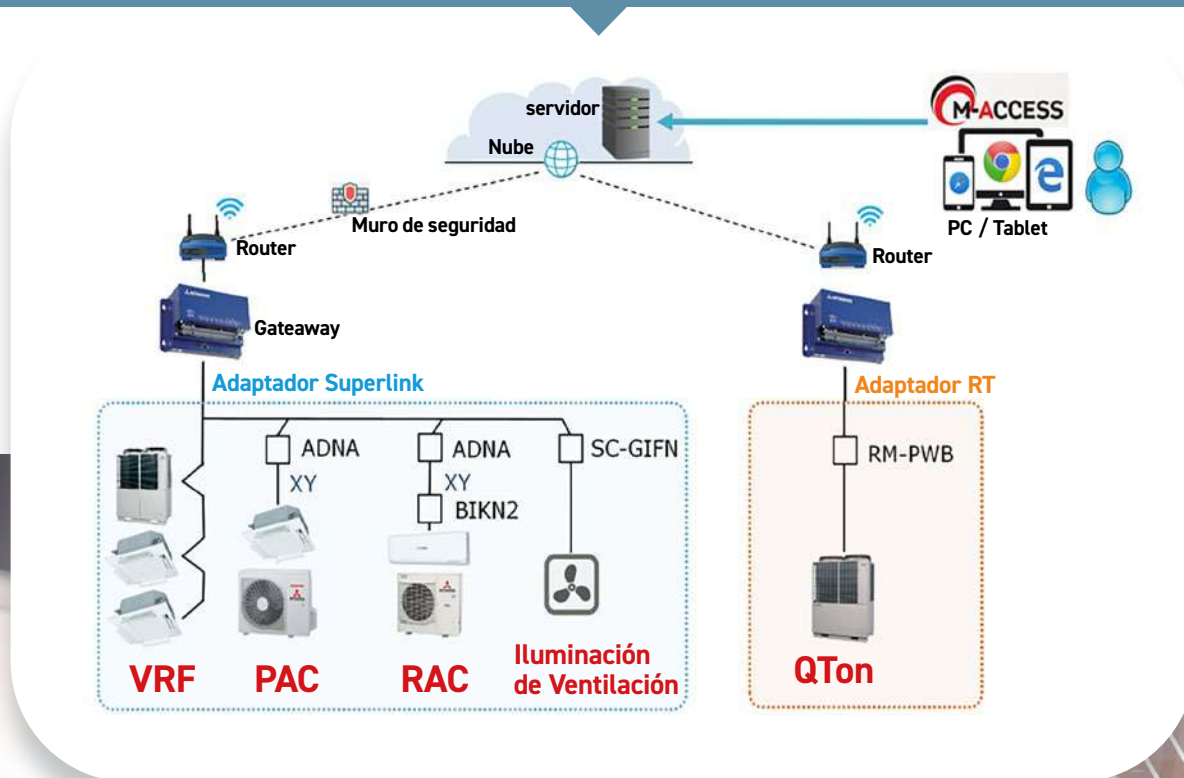 servidor
M-ACCESS
Nube
Muro de seguridad
PC / Tablet
Router
Router
Gateaway
Adaptador Superlink
Adaptador RT
ADNA
ADNA
SC-GIFN
RM-PWB
XY
XY
BIKN2
VRF
PAC
RAC
Iluminación
de Ventilación
QTon